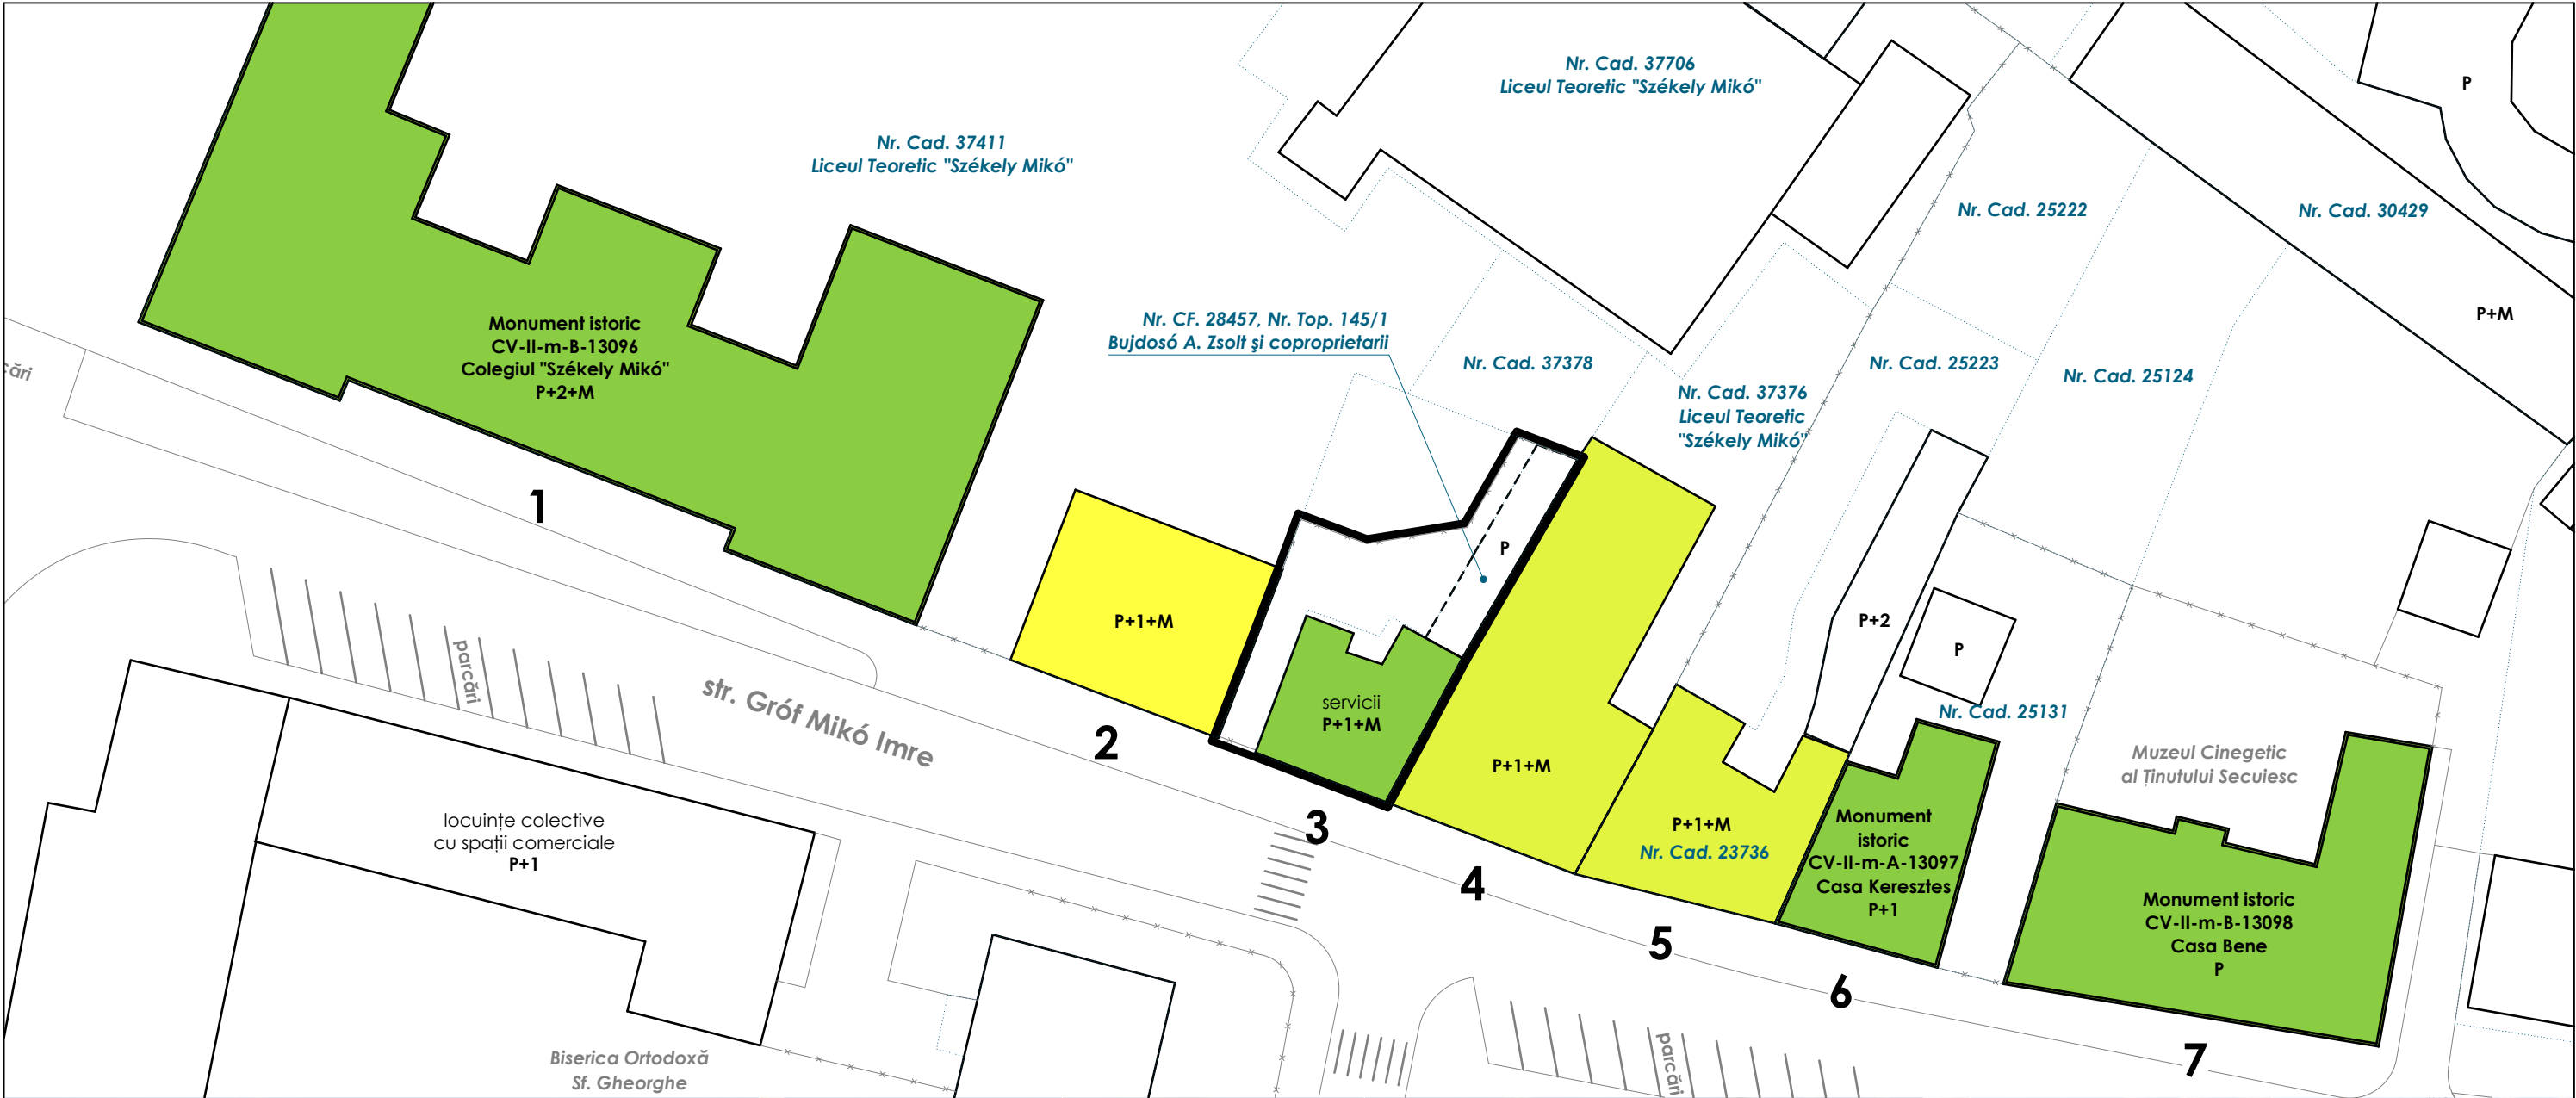 Nr. Cad. 37411
Liceul Teoretic "Székely Mikó"
Nr. Cad. 37706
Liceul Teoretic "Székely Mikó"
P
Nr. Cad. 25222
Nr. Cad. 30429
P+M
Monument istoric
CV-II-m-B-13096
Colegiul "Székely Mikó"
P+2+M
Nr. CF. 28457, Nr. Top. 145/1
Bujdosó A. Zsolt şi coproprietarii
Nr. Cad. 37378
Nr. Cad. 37376
Liceul Teoretic
"Székely Mikó"
Nr. Cad. 25223
Nr. Cad. 25124
cări
1
P
P+1+M
P+2
P
parcări
str. Gróf Mikó Imre
2
servicii
P+1+M
Nr. Cad. 25131
Muzeul Cinegetic
al Ținutului Secuiesc
P+1+M
locuințe colective
cu spații comerciale
P+1
3
P+1+M
Nr. Cad. 23736
Monument
istoric
CV-II-m-A-13097
Casa Keresztes
P+1
4
Monument istoric
CV-II-m-B-13098
Casa Bene
P
5
6
7
Biserica Ortodoxă
Sf. Gheorghe
parcări